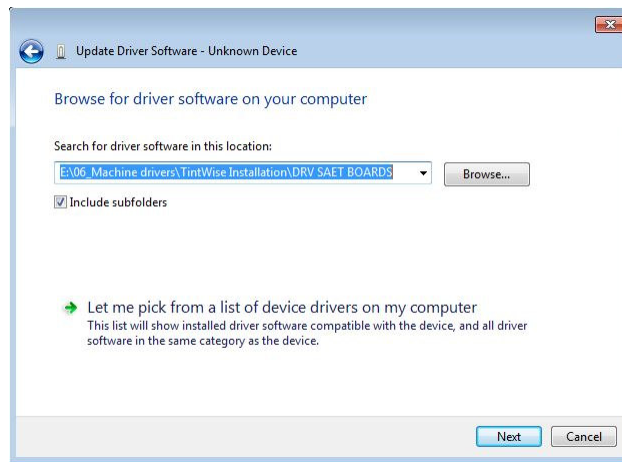 Update Driver Software - Unknown Device
Browse for driver software on your computer
Search for driver software in this location:
E:\06_Machine drivers\TintWise Installation\DRV SAET BOARDS
Browse...
Include subfolders
Let me pick from a list of device drivers on my computer
This list will show installed driver software compatible with the device, and all driver
software in the same category as the device.
Next
Cancel